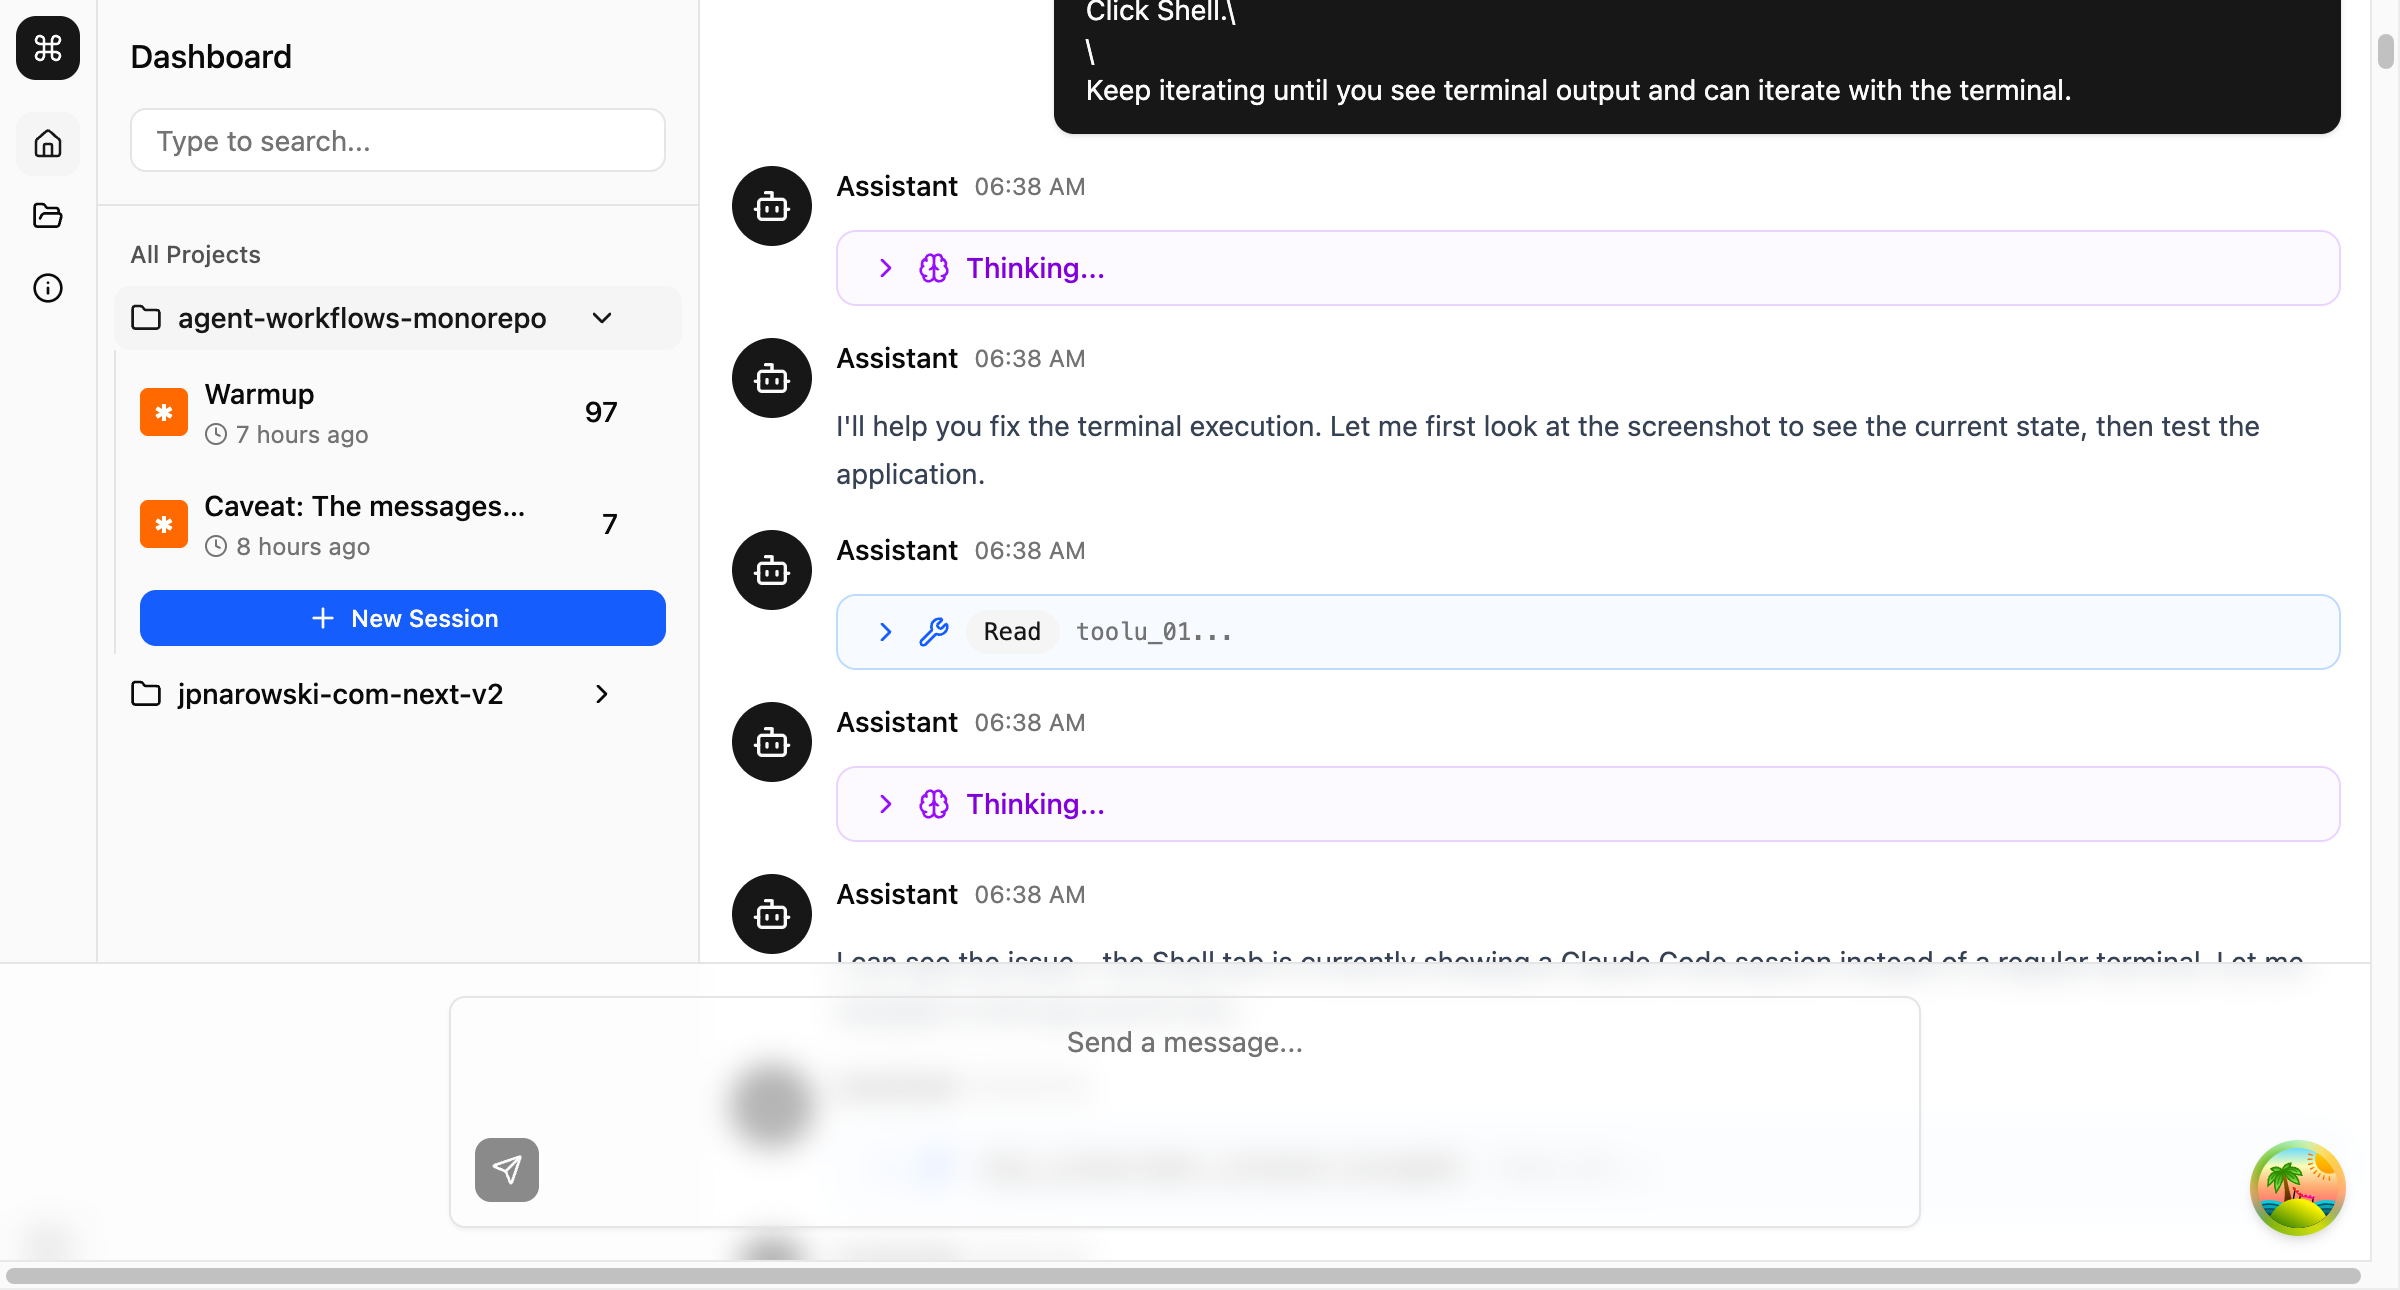 Dashboard
Type to search...
All Projects
agent-workflows-monorepo
Warmup
97
7 hours ago
Caveat: The messages...
7
8 hours ago
New Session
jpnarowski-com-next-v2
Click Shell.\
\
Keep iterating until you see terminal output and can iterate with the terminal.
Assistant 06:38 AM
Thinking...
Assistant 06:38 AM
I'll help you fix the terminal execution. Let me first look at the screenshot to see the current state, then test the
application.
Assistant 06:38 AM
Read toolu_01...
Assistant 06:38 AM
Thinking...
Assistant 06:38 AM
I can see the issue - the Shell tab is currently showing a Claude Code session instead of a regular terminal. Let me
Send a message...